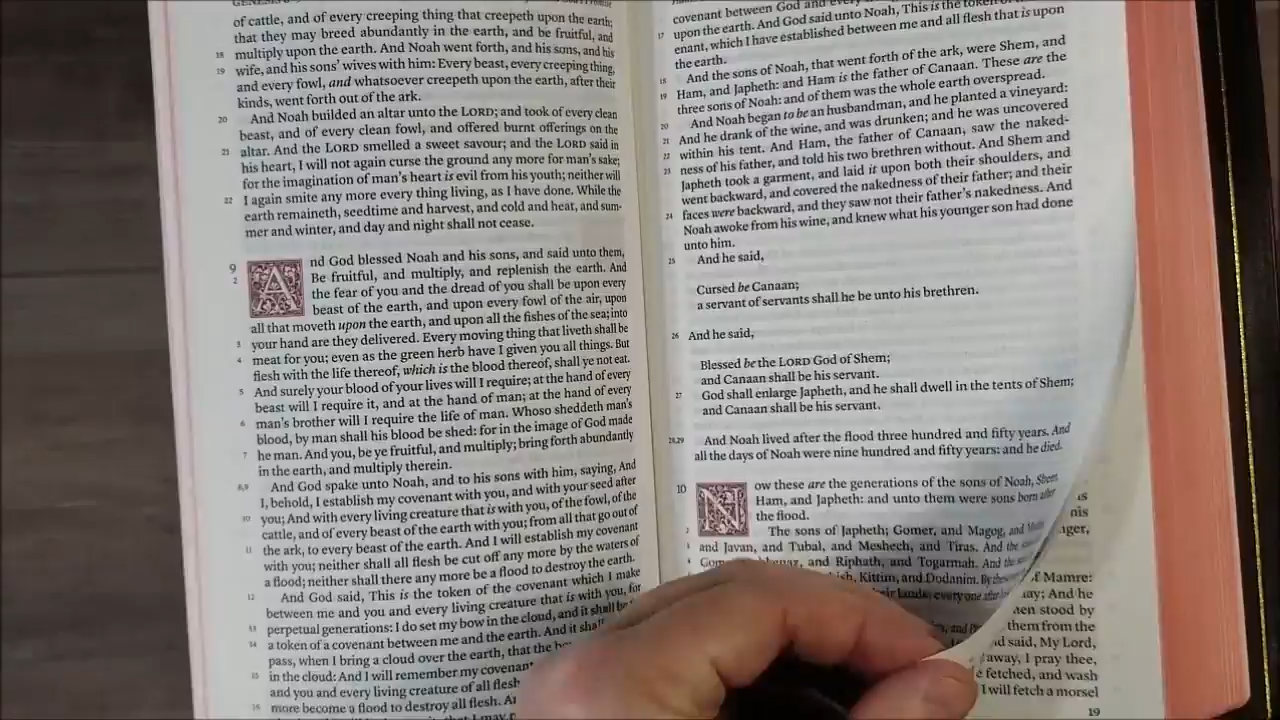 of cattle, and of every creeping thing that creepeth upon the earth;
that they may breed abundantly in the earth, and be fruitful, and
18 multiply upon the earth. And Noah went forth, and his sons, and his
19 wife, and his sons' wives with him: Every beast, every creeping thing,
and every fowl, and whatsoever creepeth upon the earth, after their
kinds, went forth out of the ark.
20 And Noah builded an altar unto the LORD; and took of every clean
beast, and of every clean fowl, and offered burnt offerings on the
21 altar. And the LORD smelled a sweet savour; and the LORD said in
his heart, I will not again curse the ground any more for man's sake;
for the imagination of man's heart is evil from his youth; neither will
22 I again smite any more every thing living, as I have done. While the
earth remaineth, seedtime and harvest, and cold and heat, and sum-
mer and winter, and day and night shall not cease.
9 And God blessed Noah and his sons, and said unto them,
2 Be fruitful, and multiply, and replenish the earth. And
the fear of you and the dread of you shall be upon every
beast of the earth, and upon every fowl of the air, upon
all that moveth upon the earth, and upon all the fishes of the sea; into
3 your hand are they delivered. Every moving thing that liveth shall be
4 meat for you; even as the green herb have I given you all things. But
flesh with the life thereof, which is the blood thereof, shall ye not eat.
5 And surely your blood of your lives will I require; at the hand of every
beast will I require it, and at the hand of man; at the hand of every
6 man's brother will I require the life of man. Whoso sheddeth man's
blood, by man shall his blood be shed: for in the image of God made
7 he man. And you, be ye fruitful, and multiply; bring forth abundantly
in the earth, and multiply therein.
8,9 And God spake unto Noah, and to his sons with him, saying, And
I, behold, I establish my covenant with you, and with your seed after
10 you; And with every living creature that is with you, of the fowl, of the
cattle, and of every beast of the earth with you; from all that go out of
11 the ark, to every beast of the earth. And I will establish my covenant
with you; neither shall all flesh be cut off any more by the waters of
a flood; neither shall there any more be a flood to destroy the earth.
12 And God said, This is the token of the covenant which I make
between me and you and every living creature that is with you, for
13 perpetual generations: I do set my bow in the cloud, and it shall be
14 a token of a covenant between me and the earth. And it shall
pass, when I bring a cloud over the earth, that the
15 in the cloud: And I will remember my covenant
and you and every living creature of all flesh
16 more become a flood to destroy all flesh.
covenant between God and every
17 upon the earth. And God said unto Noah, This is the token of
enant, which I have established between me and all flesh that is upon
the earth.
18 And the sons of Noah, that went forth of the ark, were Shem, and
19 Ham, and Japheth: and Ham is the father of Canaan. These are the
three sons of Noah: and of them was the whole earth overspread.
20 And Noah began to be an husbandman, and he planted a vineyard:
21 And he drank of the wine, and was drunken; and he was uncovered
22 within his tent. And Ham, the father of Canaan, saw the naked-
23 ness of his father, and told his two brethren without. And Shem and
Japheth took a garment, and laid it upon both their shoulders, and
went backward, and covered the nakedness of their father; and their
24 faces were backward, and they saw not their father's nakedness. And
Noah awoke from his wine, and knew what his younger son had done
unto him.
25 And he said,
Cursed be Canaan;
a servant of servants shall he be unto his brethren.
26 And he said,
Blessed be the LORD God of Shem;
and Canaan shall be his servant.
27 God shall enlarge Japheth, and he shall dwell in the tents of Shem;
and Canaan shall be his servant.
28,29 And Noah lived after the flood three hundred and fifty years. And
all the days of Noah were nine hundred and fifty years: and he died.
10 Now these are the generations of the sons of Noah, Shem,
Ham, and Japheth: and unto them were sons born after
the flood.
2 The sons of Japheth; Gomer, and Magog, and
3 and Javan, and Tubal, and Meshech, and Tiras. And the
4 and Riphath, and Togarmah. And the
Kittim, and Dodanim. By these
lands; every one after
of Mamre:
And he
stood by
them from the
said, My Lord,
away, I pray thee,
fetched, and wash
I will fetch a morsel
19